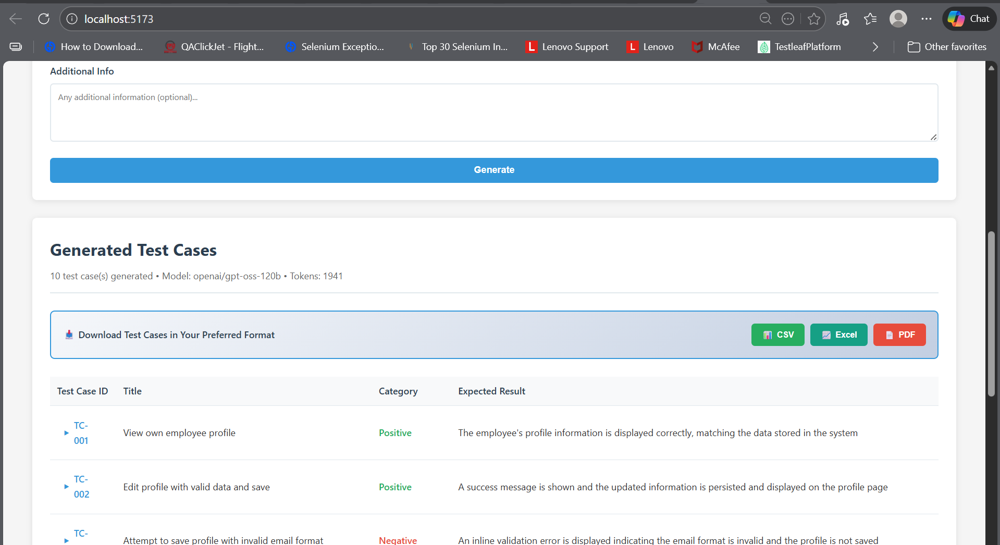 localhost:5173
Chat
How to Download...
QAClickJet - Flight...
Selenium Exceptio...
Top 30 Selenium In...
Lenovo Support
Lenovo
McAfee
TestleafPlatform
Other favorites
Additional Info
Any additional information (optional)...
Generate
Generated Test Cases
10 test case(s) generated • Model: openai/gpt-oss-120b • Tokens: 1941
Download Test Cases in Your Preferred Format
CSV
Excel
PDF
Test Case ID Title Category Expected Result
TC-
001
View own employee profile
Positive
The employee's profile information is displayed correctly, matching the data stored in the system
TC-
002
Edit profile with valid data and save
Positive
A success message is shown and the updated information is persisted and displayed on the profile page
TC-
Attempt to save profile with invalid email format
Negative
An inline validation error is displayed indicating the email format is invalid and the profile is not saved